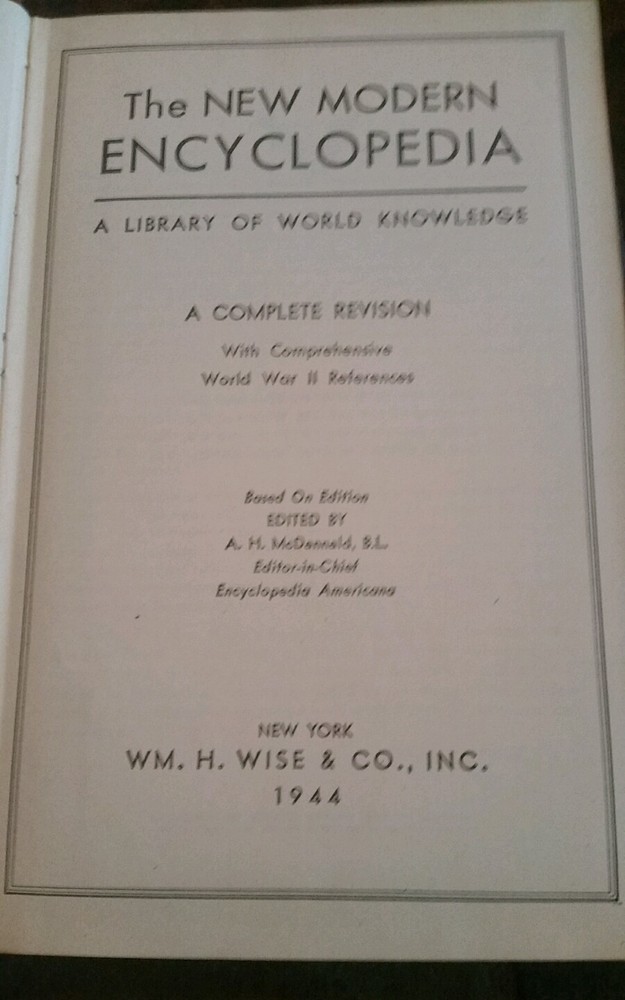 The NEW MODERN
ENCYCLOPEDIA
A LIBRARY OF WORLD KNOWLEDGE
A COMPLETE REVISION
With Comprehensive
World War II References
Based On Edition
EDITED BY
A. H. McDannald, B.L.
Editor-in-Chief
Encyclopedia Americana
NEW YORK
WM. H. WISE & CO., INC.
1944